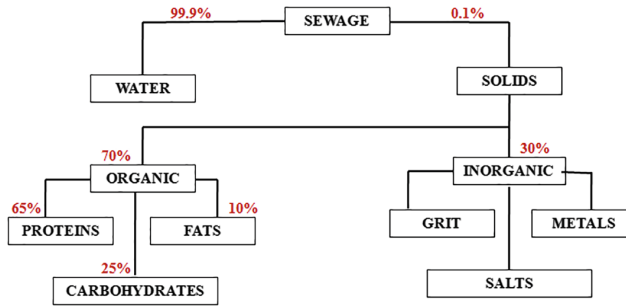 99.9%
SEWAGE
0.1%
WATER
SOLIDS
70%
ORGANIC
30%
INORGANIC
65%
PROTEINS
10%
FATS
GRIT
METALS
25%
CARBOHYDRATES
SALTS